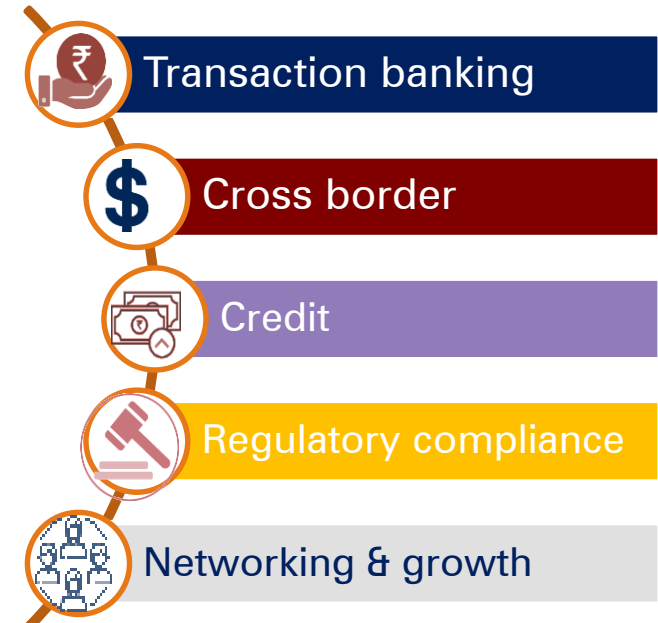 ₹
Transaction banking
$
Cross border
₹
Credit
Regulatory compliance
Networking & growth